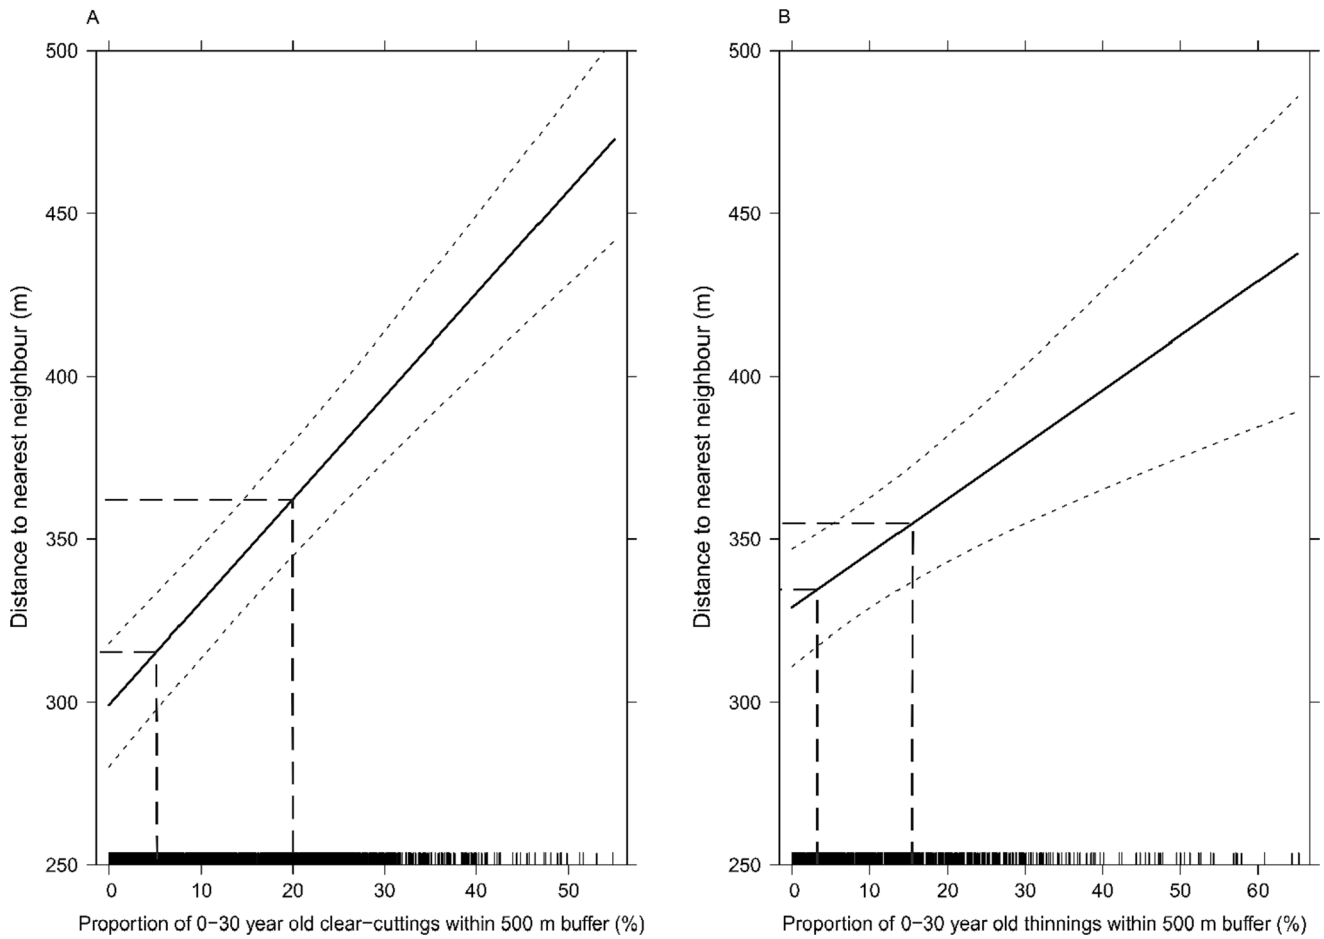 A
500
450
400
350
300
250
Distance to nearest neighbour (m)
0 10 20 30 40 50
Proportion of 0−30 year old clear−cuttings within 500 m buffer (%)
B
500
450
400
350
300
250
Distance to nearest neighbour (m)
0 10 20 30 40 50 60
Proportion of 0−30 year old thinnings within 500 m buffer (%)